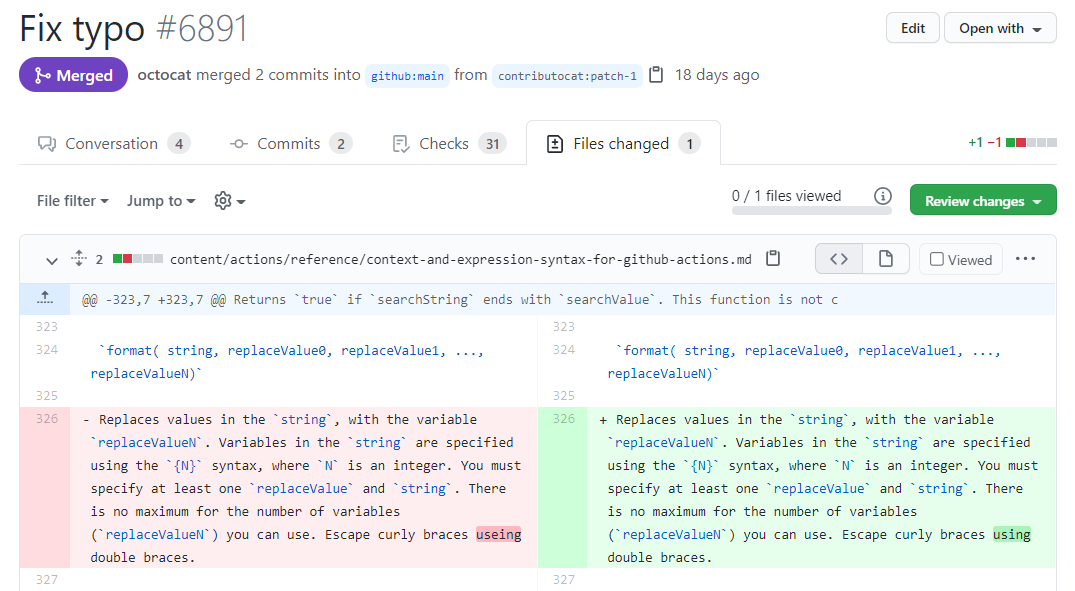 Fix typo #6891
Edit
Open with
Merged
octocat merged 2 commits into github:main from contributocat:patch-1 18 days ago
Conversation 4
Commits 2
Checks 31
Files changed 1
+1 −1
File filter
Jump to
0 / 1 files viewed
Review changes
2 content/actions/reference/context-and-expression-syntax-for-github-actions.md
Viewed
@@ -323,7 +323,7 @@ Returns `true` if `searchString` ends with `searchValue`. This function is not c
323
324 `format( string, replaceValue0, replaceValue1, ...,
replaceValueN)`
325
326 - Replaces values in the `string`, with the variable
`replaceValueN`. Variables in the `string` are specified
using the `{N}` syntax, where `N` is an integer. You must
specify at least one `replaceValue` and `string`. There
is no maximum for the number of variables
(`replaceValueN`) you can use. Escape curly braces useing
double braces.
327
323
324 `format( string, replaceValue0, replaceValue1, ...,
replaceValueN)`
325
326 + Replaces values in the `string`, with the variable
`replaceValueN`. Variables in the `string` are specified
using the `{N}` syntax, where `N` is an integer. You must
specify at least one `replaceValue` and `string`. There
is no maximum for the number of variables
(`replaceValueN`) you can use. Escape curly braces using
double braces.
327